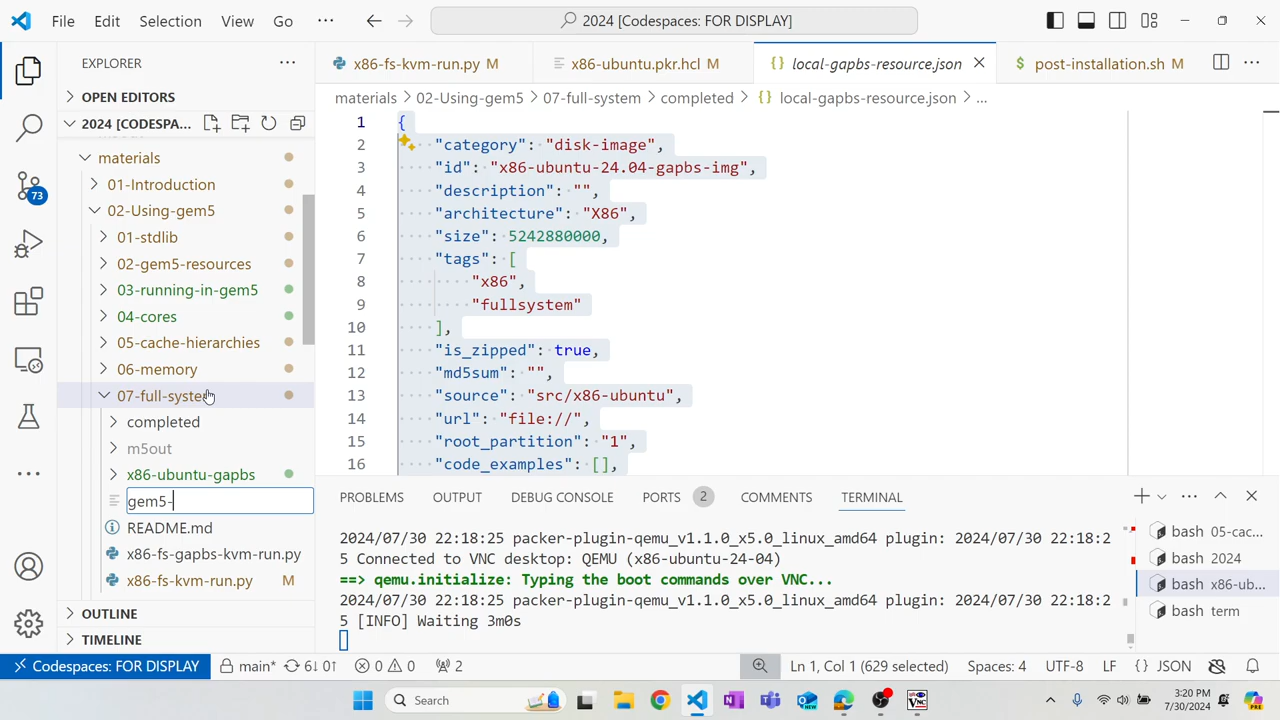 File Edit Selection View Go ··· 2024 [Codespaces: FOR DISPLAY]
EXPLORER ···
OPEN EDITORS
2024 [CODESPA...
materials
01-Introduction
02-Using-gem5
01-stdlib
02-gem5-resources
03-running-in-gem5
04-cores
05-cache-hierarchies
06-memory
07-full-system
completed
m5out
x86-ubuntu-gapbs
gem5-
README.md
x86-fs-gapbs-kvm-run.py
x86-fs-kvm-run.py M
OUTLINE
TIMELINE
73
x86-fs-kvm-run.py M x86-ubuntu.pkr.hcl M local-gapbs-resource.json post-installation.sh M
materials > 02-Using-gem5 > 07-full-system > completed > {} local-gapbs-resource.json > ...
1 {
2 "category": "disk-image",
3 "id": "x86-ubuntu-24.04-gapbs-img",
4 "description": "",
5 "architecture": "X86",
6 "size": 5242880000,
7 "tags": [
8 "x86",
9 "fullsystem"
10 ],
11 "is_zipped": true,
12 "md5sum": "",
13 "source": "src/x86-ubuntu",
14 "url": "file://",
15 "root_partition": "1",
16 "code_examples": [],
PROBLEMS OUTPUT DEBUG CONSOLE PORTS 2 COMMENTS TERMINAL
2024/07/30 22:18:25 packer-plugin-qemu_v1.1.0_x5.0_linux_amd64 plugin: 2024/07/30 22:18:2
5 Connected to VNC desktop: QEMU (x86-ubuntu-24-04)
==> qemu.initialize: Typing the boot commands over VNC...
2024/07/30 22:18:25 packer-plugin-qemu_v1.1.0_x5.0_linux_amd64 plugin: 2024/07/30 22:18:2
5 [INFO] Waiting 3m0s
bash 05-cac...
bash 2024
bash x86-ub...
bash term
Codespaces: FOR DISPLAY main* 6↓ 0↑ 0 0 2 Ln 1, Col 1 (629 selected) Spaces: 4 UTF-8 LF {} JSON
Search 3:20 PM
7/30/2024